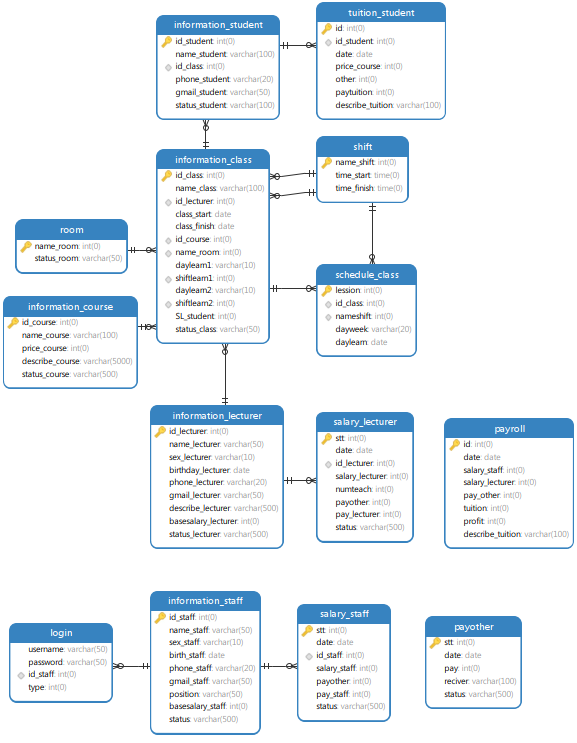 information_student
id_student: int(0)
name_student: varchar(100)
id_class: int(0)
phone_student: varchar(20)
gmail_student: varchar(50)
status_student: varchar(100)
tuition_student
id: int(0)
id_student: int(0)
date: date
price_course: int(0)
other: int(0)
paytuition: int(0)
describe_tuition: varchar(100)
information_class
id_class: int(0)
name_class: varchar(100)
id_lecturer: int(0)
class_start: date
class_finish: date
id_course: int(0)
name_room: int(0)
daylearn1: varchar(10)
shiftlearn1: int(0)
daylearn2: varchar(10)
shiftlearn2: int(0)
SL_student: int(0)
status_class: varchar(50)
shift
name_shift: int(0)
time_start: time(0)
time_finish: time(0)
room
name_room: int(0)
status_room: varchar(50)
schedule_class
lession: int(0)
id_class: int(0)
nameshift: int(0)
dayweek: varchar(20)
daylearn: date
information_course
id_course: int(0)
name_course: varchar(100)
price_course: int(0)
describe_course: varchar(5000)
status_course: varchar(500)
information_lecturer
id_lecturer: int(0)
name_lecturer: varchar(50)
sex_lecturer: varchar(10)
birthday_lecturer: date
phone_lecturer: varchar(20)
gmail_lecturer: varchar(50)
describe_lecturer: varchar(500)
basesalary_lecturer: int(0)
status_lecturer: varchar(500)
salary_lecturer
stt: int(0)
date: date
id_lecturer: int(0)
salary_lecturer: int(0)
numteach: int(0)
payother: int(0)
pay_lecturer: int(0)
status: varchar(500)
payroll
id: int(0)
date: date
salary_staff: int(0)
salary_lecturer: int(0)
pay_other: int(0)
tuition: int(0)
profit: int(0)
describe_tuition: varchar(100)
login
username: varchar(50)
password: varchar(50)
id_staff: int(0)
type: int(0)
information_staff
id_staff: int(0)
name_staff: varchar(50)
sex_staff: varchar(10)
birth_staff: date
phone_staff: varchar(20)
gmail_staff: varchar(50)
position: varchar(50)
basesalary_staff: int(0)
status: varchar(500)
salary_staff
stt: int(0)
date: date
id_staff: int(0)
salary_staff: int(0)
payother: int(0)
pay_staff: int(0)
status: varchar(500)
payother
stt: int(0)
date: date
pay: int(0)
reciver: varchar(100)
status: varchar(500)